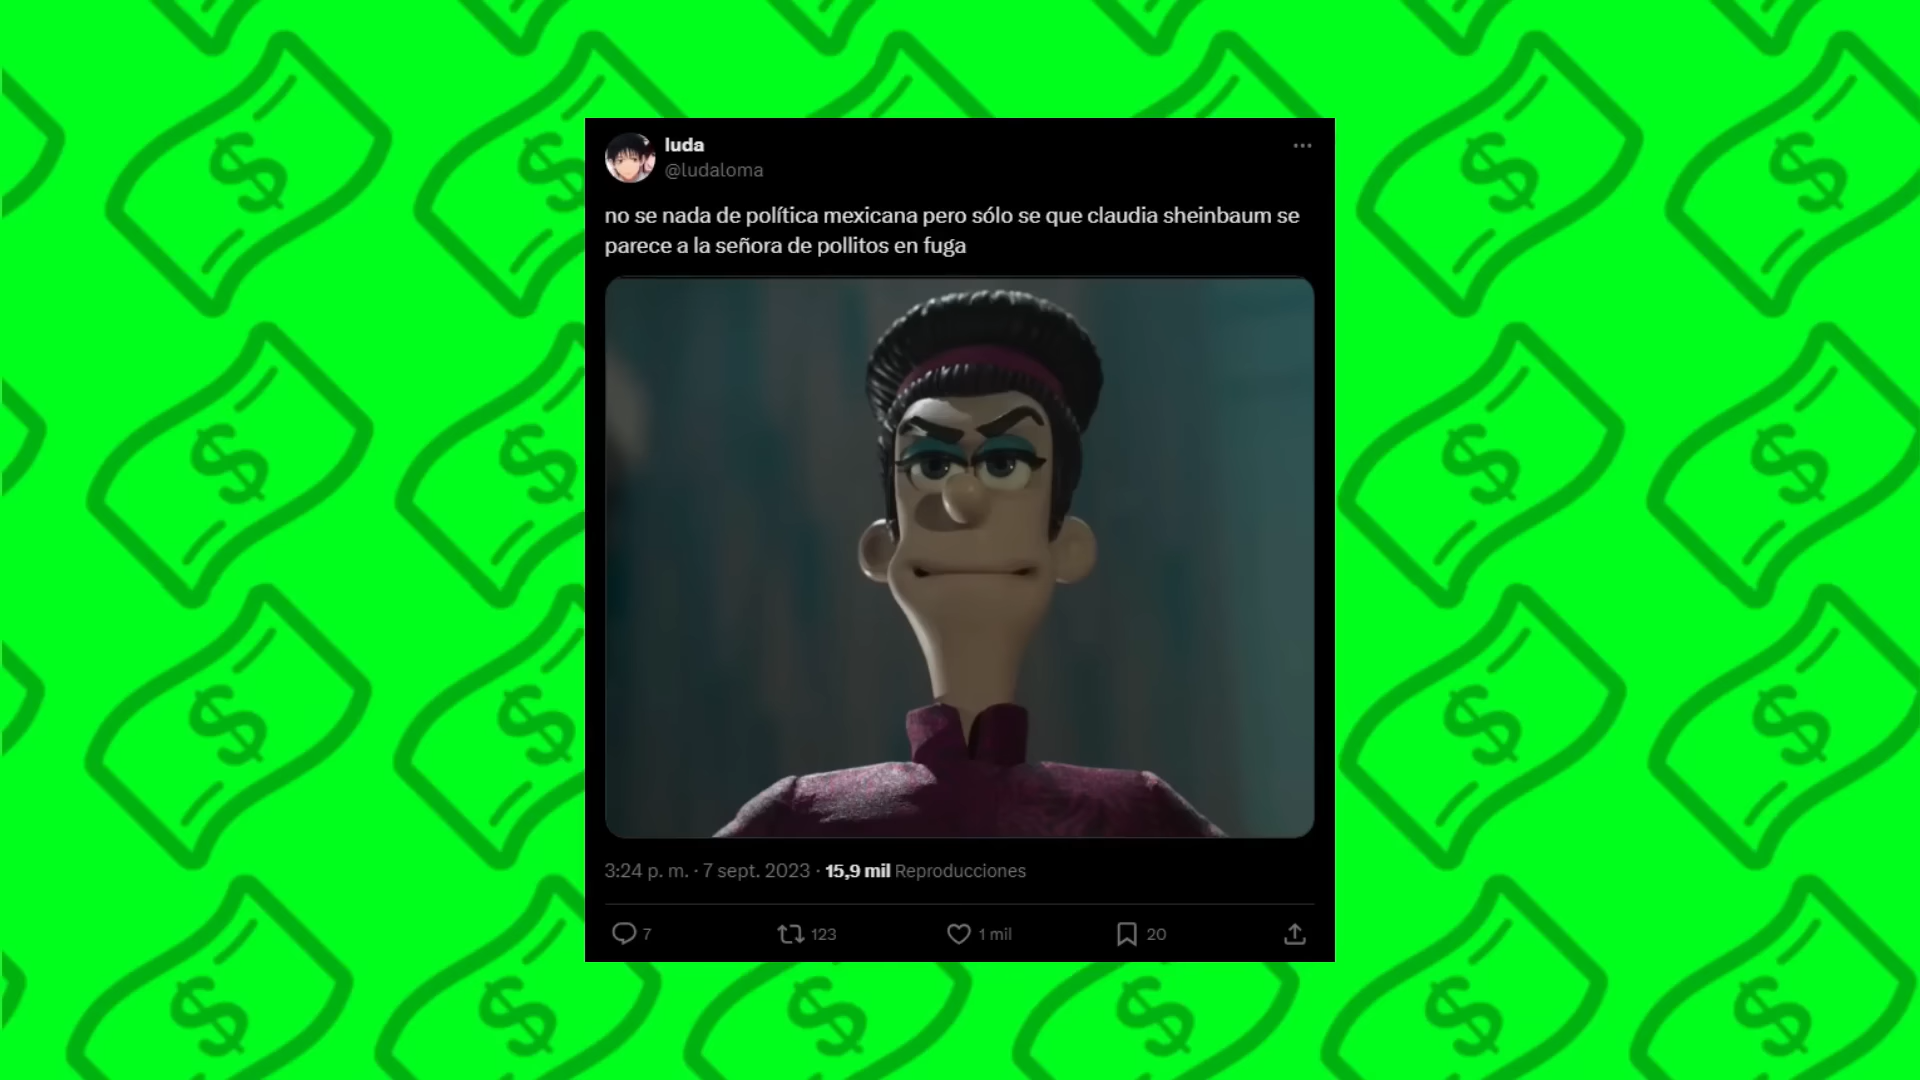 luda
@ludaloma
no se nada de política mexicana pero sólo se que claudia sheinbaum se
parece a la señora de pollitos en fuga
3:24 p. m. · 7 sept. 2023 · 15,9 mil Reproducciones
7 123 1 mil 20